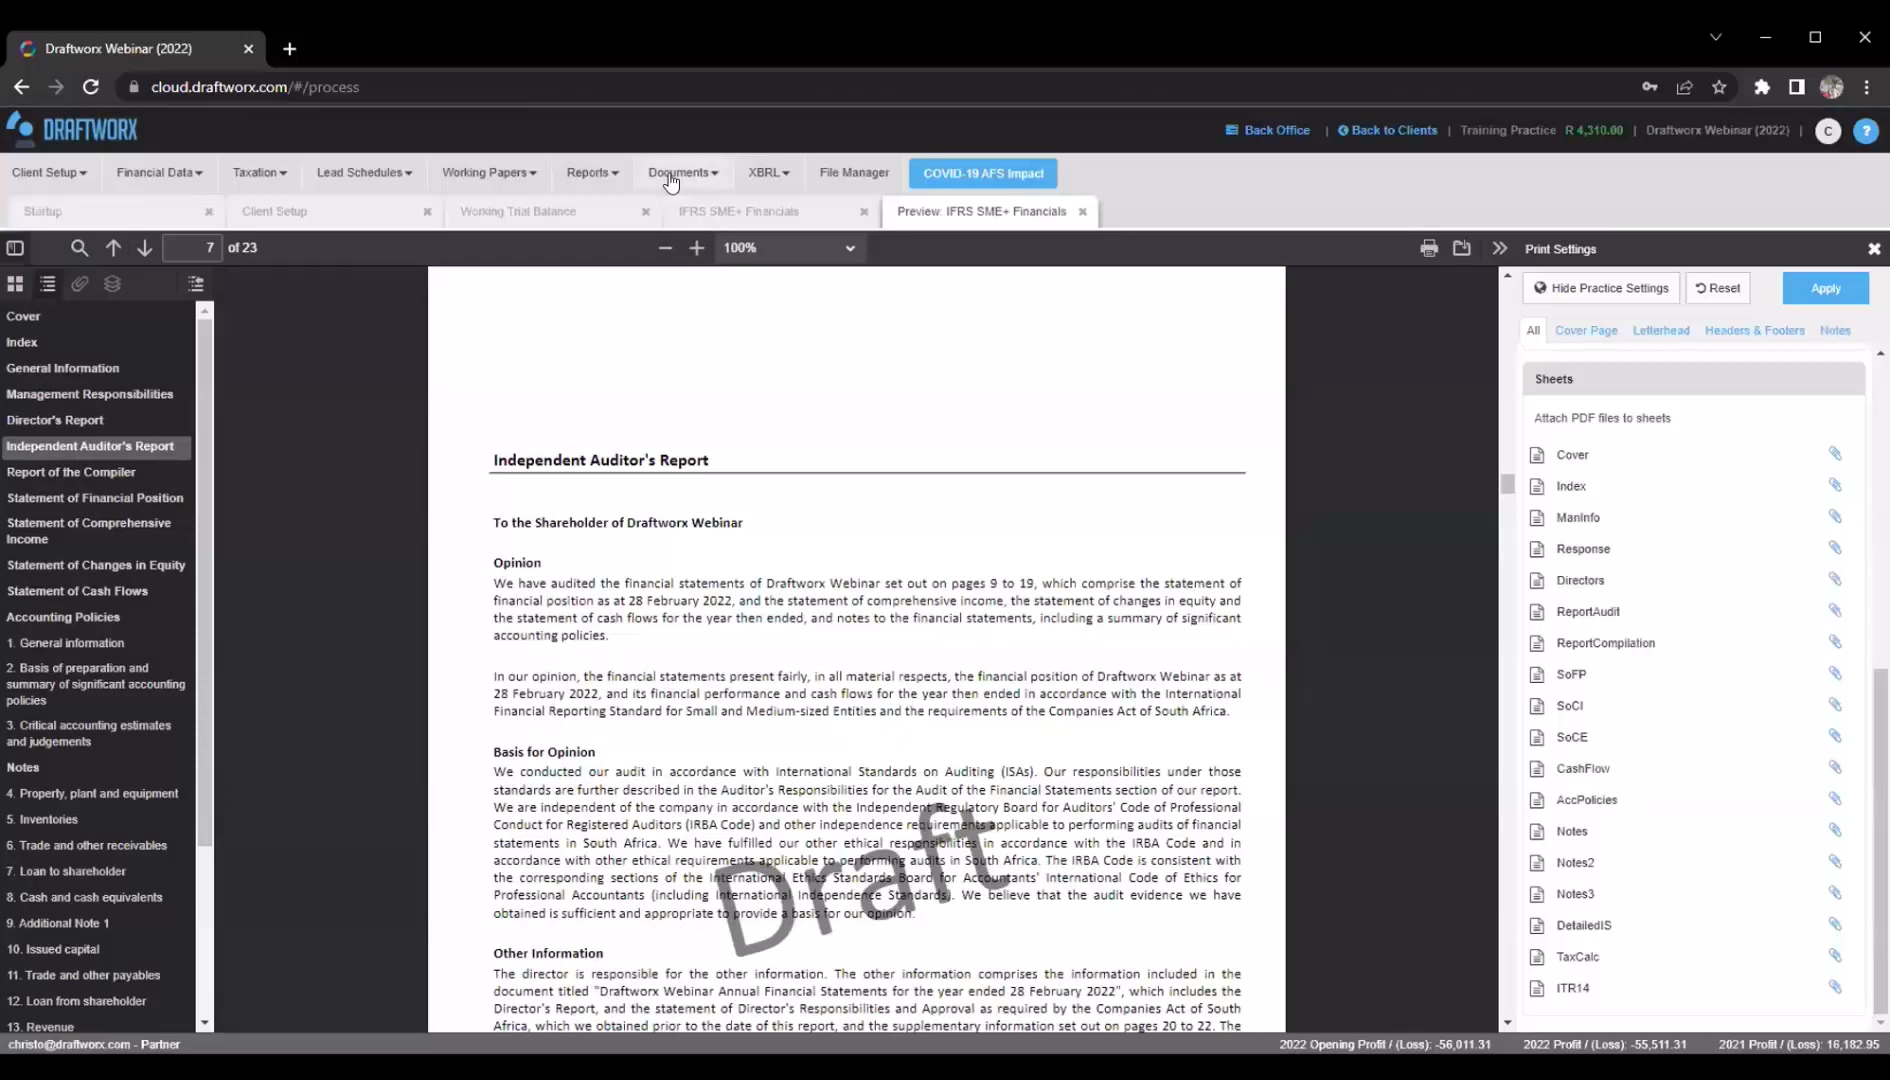 Draftworx Webinar (2022)
cloud.draftworx.com/#/process
DRAFTWORX
Back Office | Back to Clients | Training Practice R 4,310.00 | Draftworx Webinar (2022) | C ?
Client Setup Financial Data Taxation Lead Schedules Working Papers Reports Documents XBRL File Manager COVID-19 AFS Impact
Startup Client Setup Working Trial Balance IFRS SME+ Financials Preview: IFRS SME+ Financials
7 of 23 100% Print Settings
Hide Practice Settings Reset Apply
All Cover Page Letterhead Headers & Footers Notes
Cover
Index
General Information
Management Responsibilities
Director's Report
Independent Auditor's Report
Report of the Compiler
Statement of Financial Position
Statement of Comprehensive
Income
Statement of Changes in Equity
Statement of Cash Flows
Accounting Policies
1. General information
2. Basis of preparation and
summary of significant accounting
policies
3. Critical accounting estimates
and judgements
Notes
4. Property, plant and equipment
5. Inventories
6. Trade and other receivables
7. Loan to shareholder
8. Cash and cash equivalents
9. Additional Note 1
10. Issued capital
11. Trade and other payables
12. Loan from shareholder
13. Revenue
Independent Auditor's Report
To the Shareholder of Draftworx Webinar
Opinion
We have audited the financial statements of Draftworx Webinar set out on pages 9 to 19, which comprise the statement of
financial position as at 28 February 2022, and the statement of comprehensive income, the statement of changes in equity and
the statement of cash flows for the year then ended, and notes to the financial statements, including a summary of significant
accounting policies.
In our opinion, the financial statements present fairly, in all material respects, the financial position of Draftworx Webinar as at
28 February 2022, and its financial performance and cash flows for the year then ended in accordance with the International
Financial Reporting Standard for Small and Medium-sized Entities and the requirements of the Companies Act of South Africa.
Basis for Opinion
We conducted our audit in accordance with International Standards on Auditing (ISAs). Our responsibilities under those
standards are further described in the Auditor's Responsibilities for the Audit of the Financial Statements section of our report.
We are independent of the company in accordance with the Independent Regulatory Board for Auditors' Code of Professional
Conduct for Registered Auditors (IRBA Code) and other independence requirements applicable to performing audits of financial
statements in South Africa. We have fulfilled our other ethical responsibilities in accordance with the IRBA Code and in
accordance with other ethical requirements applicable to performing audits in South Africa. The IRBA Code is consistent with
the corresponding sections of the International Ethics Standards Board for Accountants' International Code of Ethics for
Professional Accountants (including International Independence Standards). We believe that the audit evidence we have
obtained is sufficient and appropriate to provide a basis for our opinion.
Draft
Other Information
The director is responsible for the other information. The other information comprises the information included in the
document titled "Draftworx Webinar Annual Financial Statements for the year ended 28 February 2022", which includes the
Director's Report, and the statement of Director's Responsibilities and Approval as required by the Companies Act of South
Africa, which we obtained prior to the date of this report, and the supplementary information set out on pages 20 to 22. The
Sheets
Attach PDF files to sheets
Cover
Index
ManInfo
Response
Directors
ReportAudit
ReportCompilation
SoFP
SoCI
SoCE
CashFlow
AccPolicies
Notes
Notes2
Notes3
DetailedIS
TaxCalc
ITR14
christo@draftworx.com - Partner 2022 Opening Profit / (Loss): -56,011.31 2022 Profit / (Loss): -55,511.31 2021 Profit / (Loss): 16,182.95